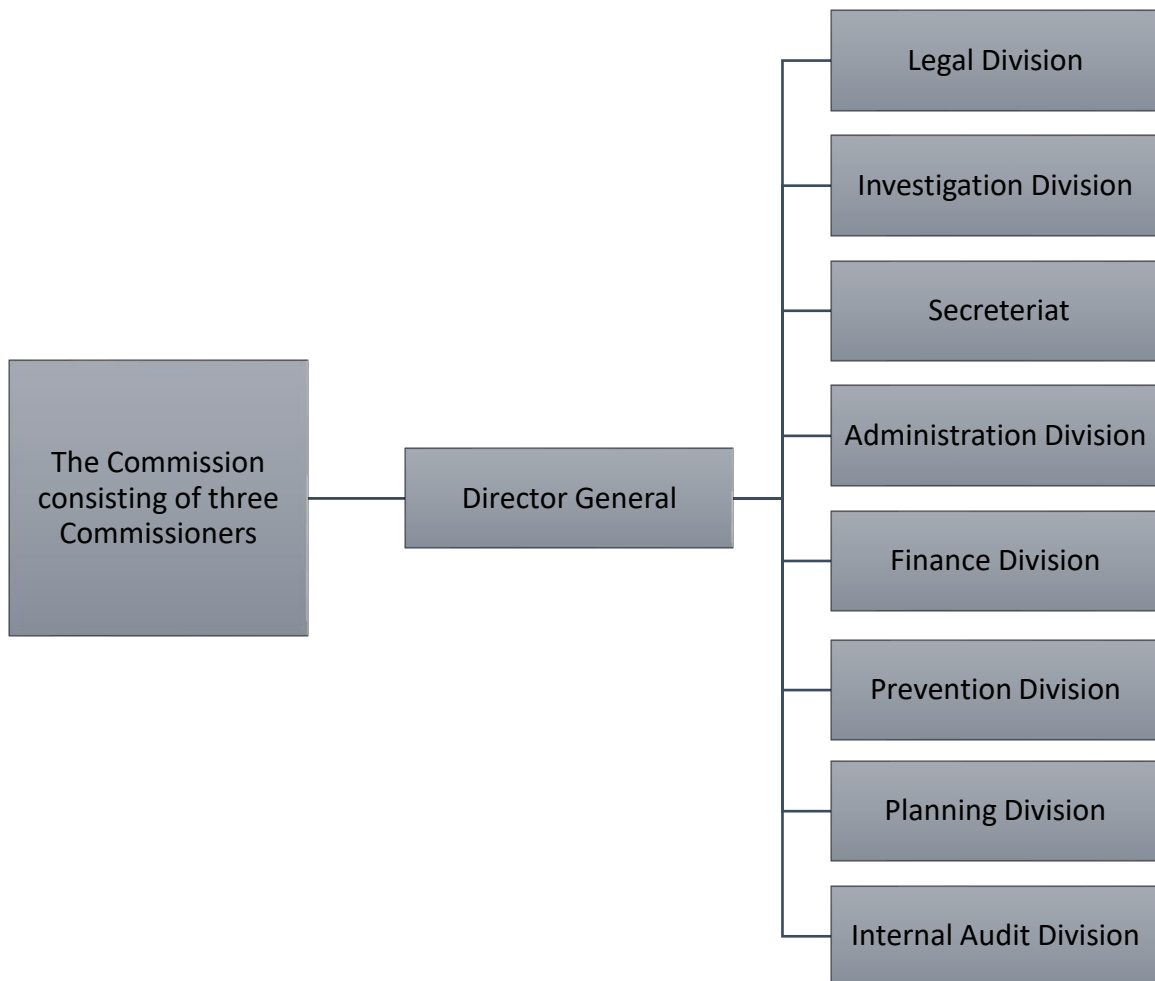 The Commission
consisting of three
Commissioners
Director General
Legal Division
Investigation Division
Secreteriat
Administration Division
Finance Division
Prevention Division
Planning Division
Internal Audit Division